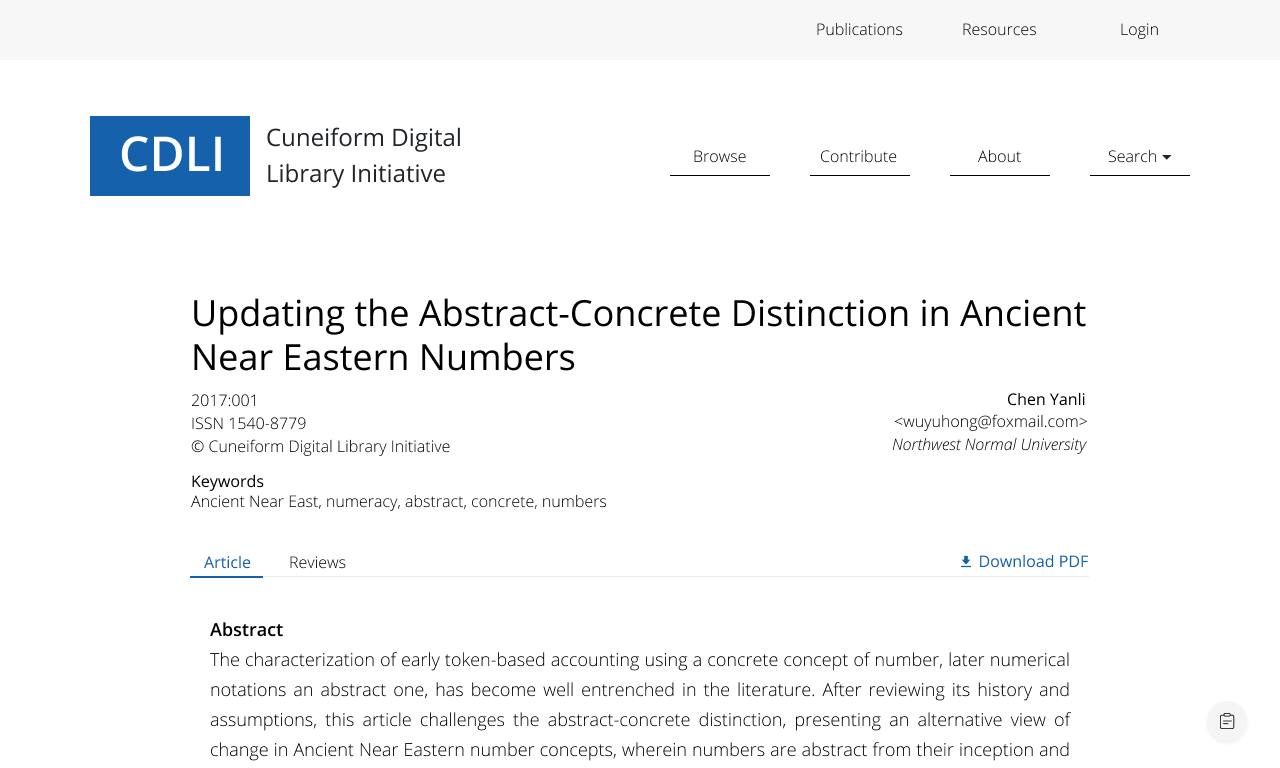 Publications Resources Login
CDLI
Cuneiform Digital
Library Initiative
Browse Contribute About Search
Updating the Abstract-Concrete Distinction in Ancient
Near Eastern Numbers
2017:001
ISSN 1540-8779
© Cuneiform Digital Library Initiative
Chen Yanli
<wuyuhong@foxmail.com>
Northwest Normal University
Keywords
Ancient Near East, numeracy, abstract, concrete, numbers
Article Reviews Download PDF
Abstract
The characterization of early token-based accounting using a concrete concept of number, later numerical
notations an abstract one, has become well entrenched in the literature. After reviewing its history and
assumptions, this article challenges the abstract-concrete distinction, presenting an alternative view of
change in Ancient Near Eastern number concepts, wherein numbers are abstract from their inception and